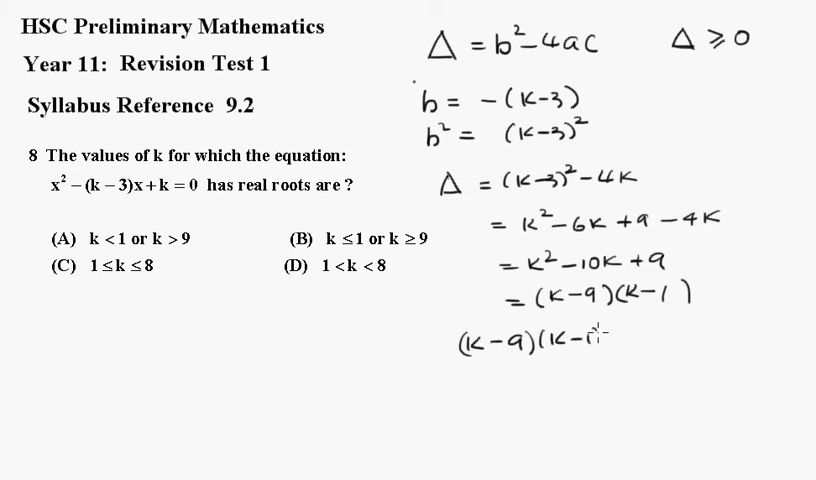 HSC Preliminary Mathematics
Year 11: Revision Test 1
Syllabus Reference 9.2
8 The values of k for which the equation:
x² – (k – 3)x + k = 0 has real roots are ?
(A) k < 1 or k > 9 (B) k ≤ 1 or k ≥ 9
(C) 1 ≤ k ≤ 8 (D) 1 < k < 8
Δ = b² – 4ac Δ ≥ 0
b = – (k – 3)
b² = (k – 3)²
Δ = (k – 3)² – 4k
= k² – 6k + 9 – 4k
= k² – 10k + 9
= (k – 9)(k – 1)
(k – 9)(k – 1